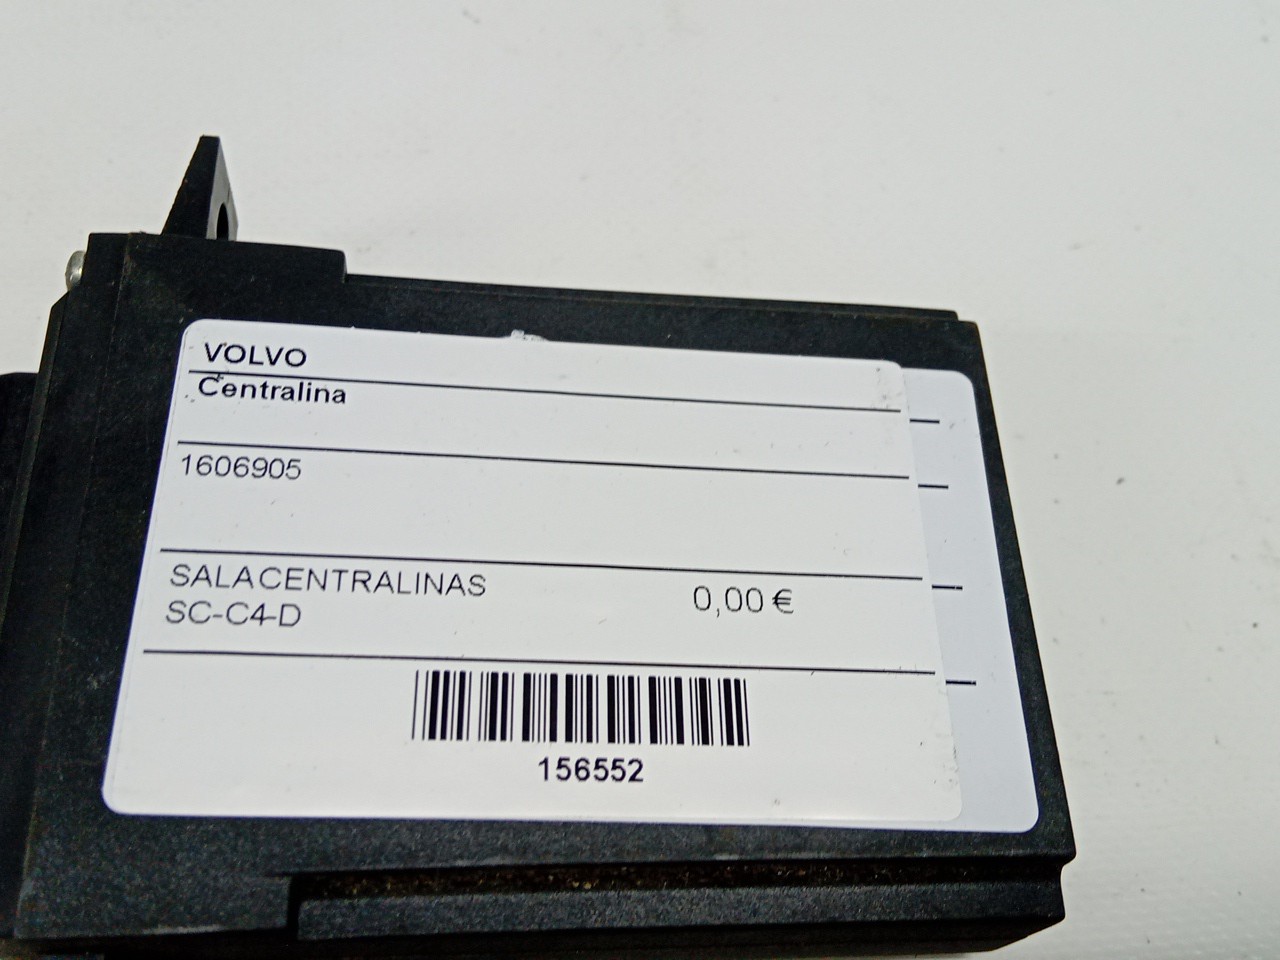 VOLVO
Centralina
1606905
SALACENTRALINAS
0,00 €
SC-C4-D
156552